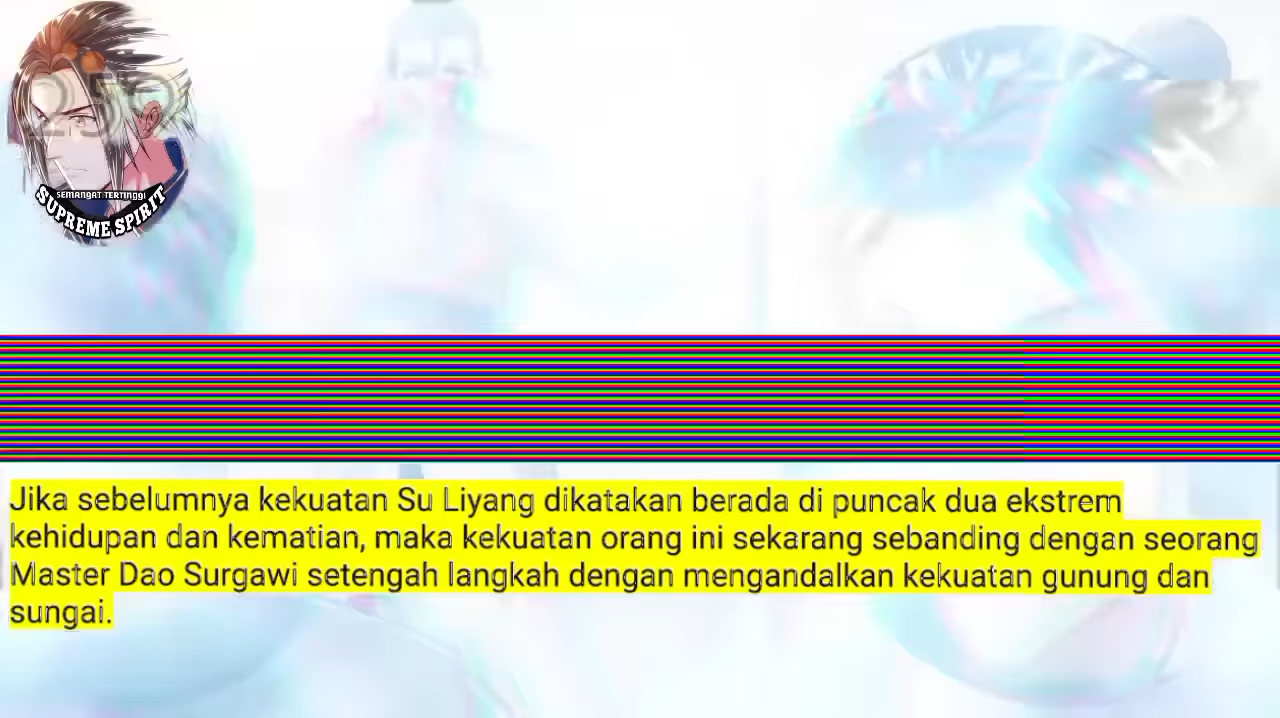 SEMANGAT TERTINGGI
SUPREME SPIRIT
Jika sebelumnya kekuatan Su Liyang dikatakan berada di puncak dua ekstrem
kehidupan dan kematian, maka kekuatan orang ini sekarang sebanding dengan seorang
Master Dao Surgawi setengah langkah dengan mengandalkan kekuatan gunung dan
sungai.